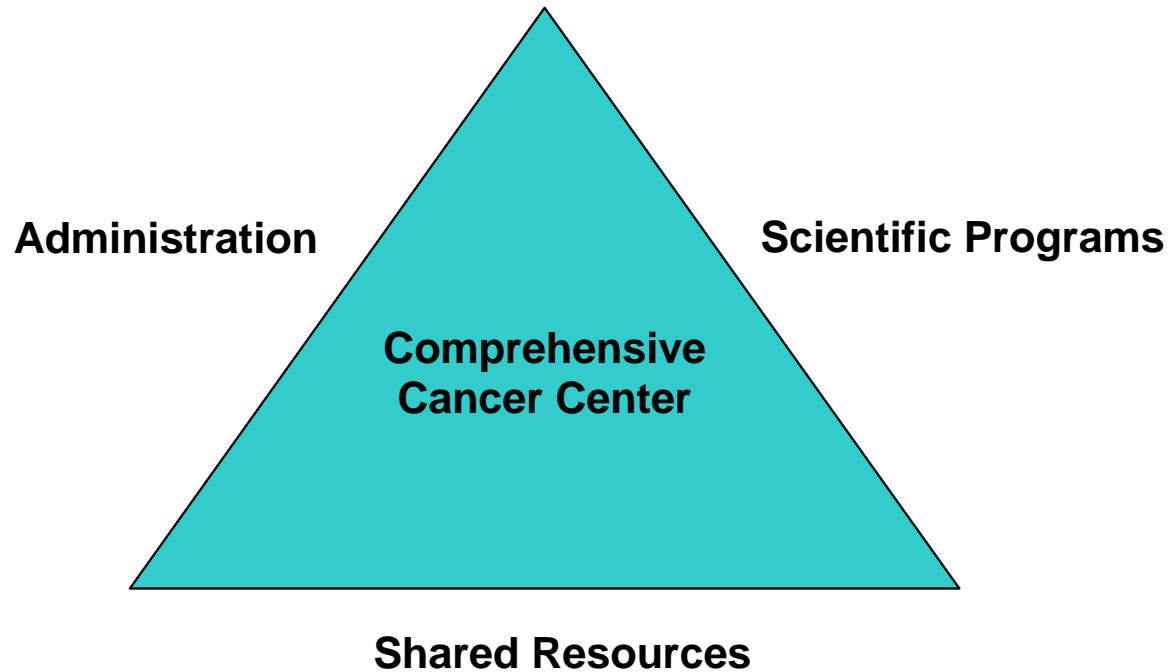 Administration
Scientific Programs
Comprehensive
Cancer Center
Shared Resources